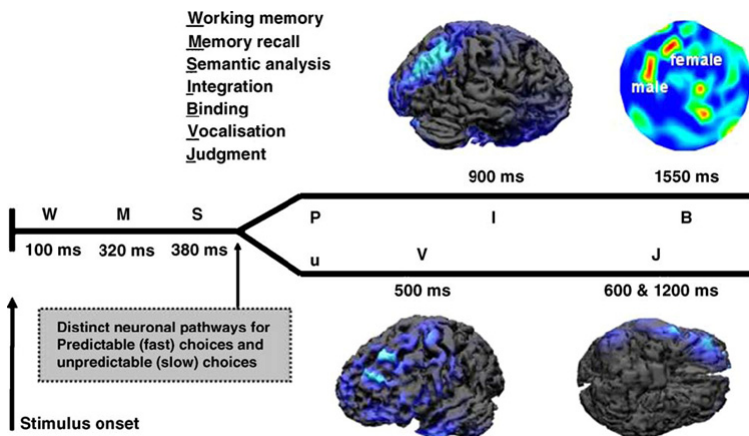 Working memory
Memory recall
Semantic analysis
Integration
Binding
Vocalisation
Judgment
female
male
900 ms
1550 ms
W M S
P I B
100 ms 320 ms 380 ms
u V J
500 ms
600 & 1200 ms
Distinct neuronal pathways for
Predictable (fast) choices and
unpredictable (slow) choices
Stimulus onset